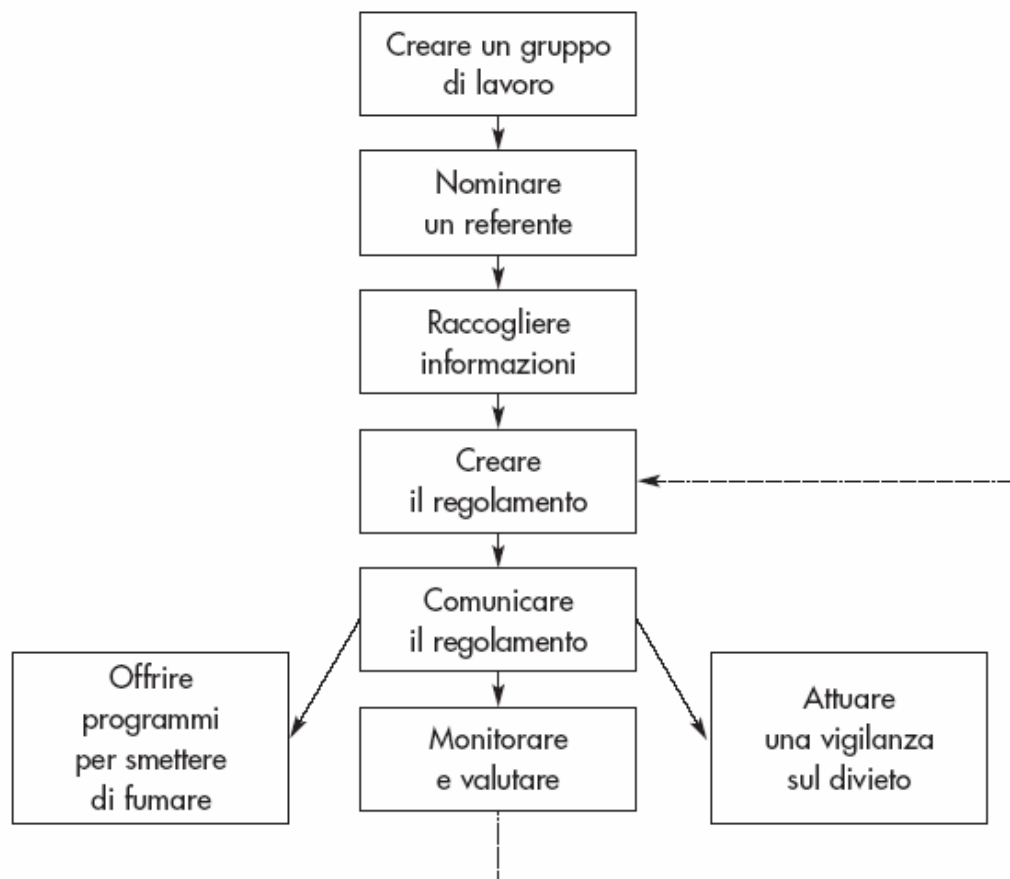 Creare un gruppo
di lavoro
Nominare
un referente
Raccogliere
informazioni
Creare
il regolamento
Comunicare
il regolamento
Offrire
programmi
per smettere
di fumare
Monitorare
e valutare
Attuare
una vigilanza
sul divieto